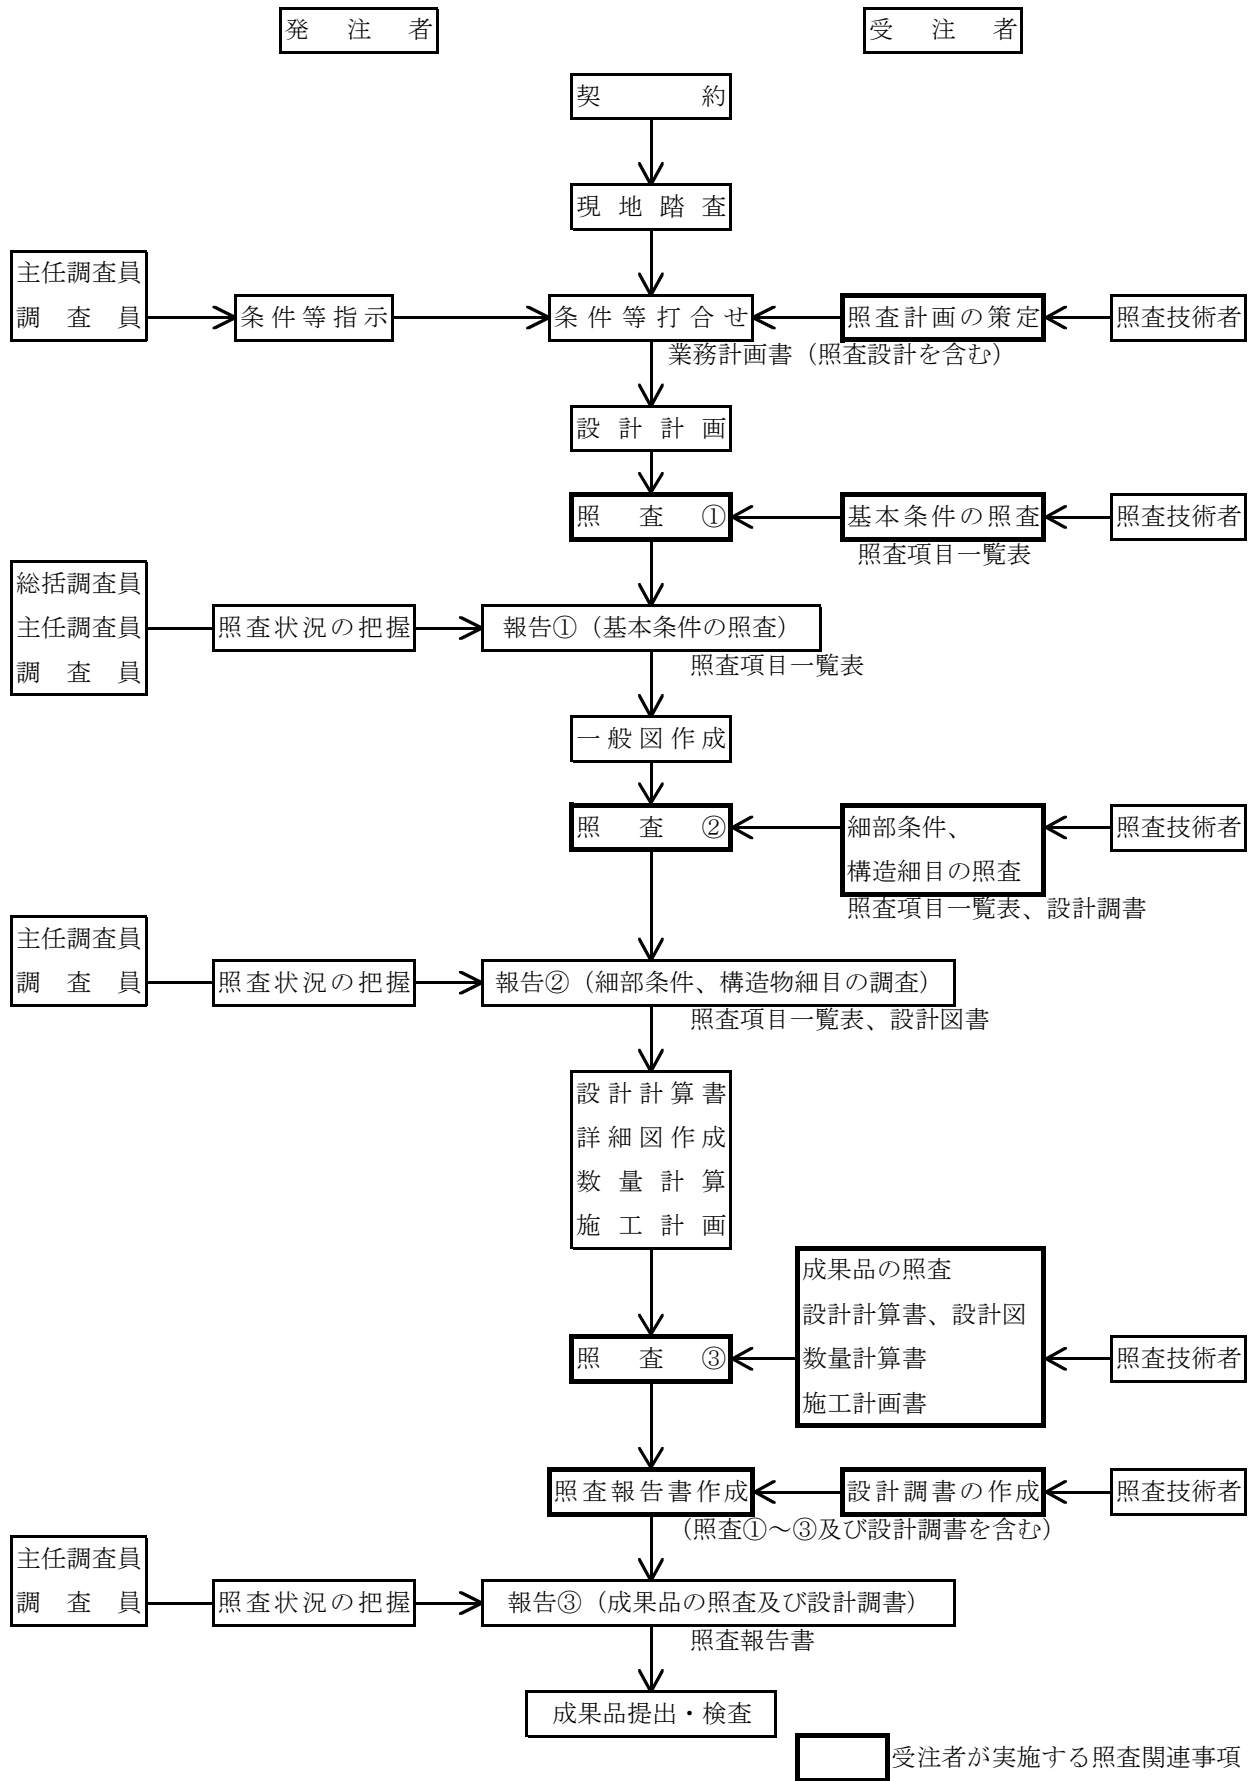 発注者
受注者
契約
現地踏査
主任調査員
調査員
条件等指示
条件等打合せ
照査計画の策定
照査技術者
業務計画書（照査設計を含む）
設計計画
照査①
基本条件の照査
照査技術者
照査項目一覧表
総括調査員
主任調査員
調査員
照査状況の把握
報告①（基本条件の照査）
照査項目一覧表
一般図作成
照査②
細部条件、
構造細目の照査
照査技術者
照査項目一覧表、設計調書
主任調査員
調査員
照査状況の把握
報告②（細部条件、構造物細目の調査）
照査項目一覧表、設計図書
設計計算書
詳細図作成
数量計算
施工計画
成果品の照査
設計計算書、設計図
数量計算書
施工計画書
照査③
照査技術者
照査報告書作成
設計調書の作成
照査技術者
（照査①～③及び設計調書を含む）
主任調査員
調査員
照査状況の把握
報告③（成果品の照査及び設計調書）
照査報告書
成果品提出・検査
受注者が実施する照査関連事項